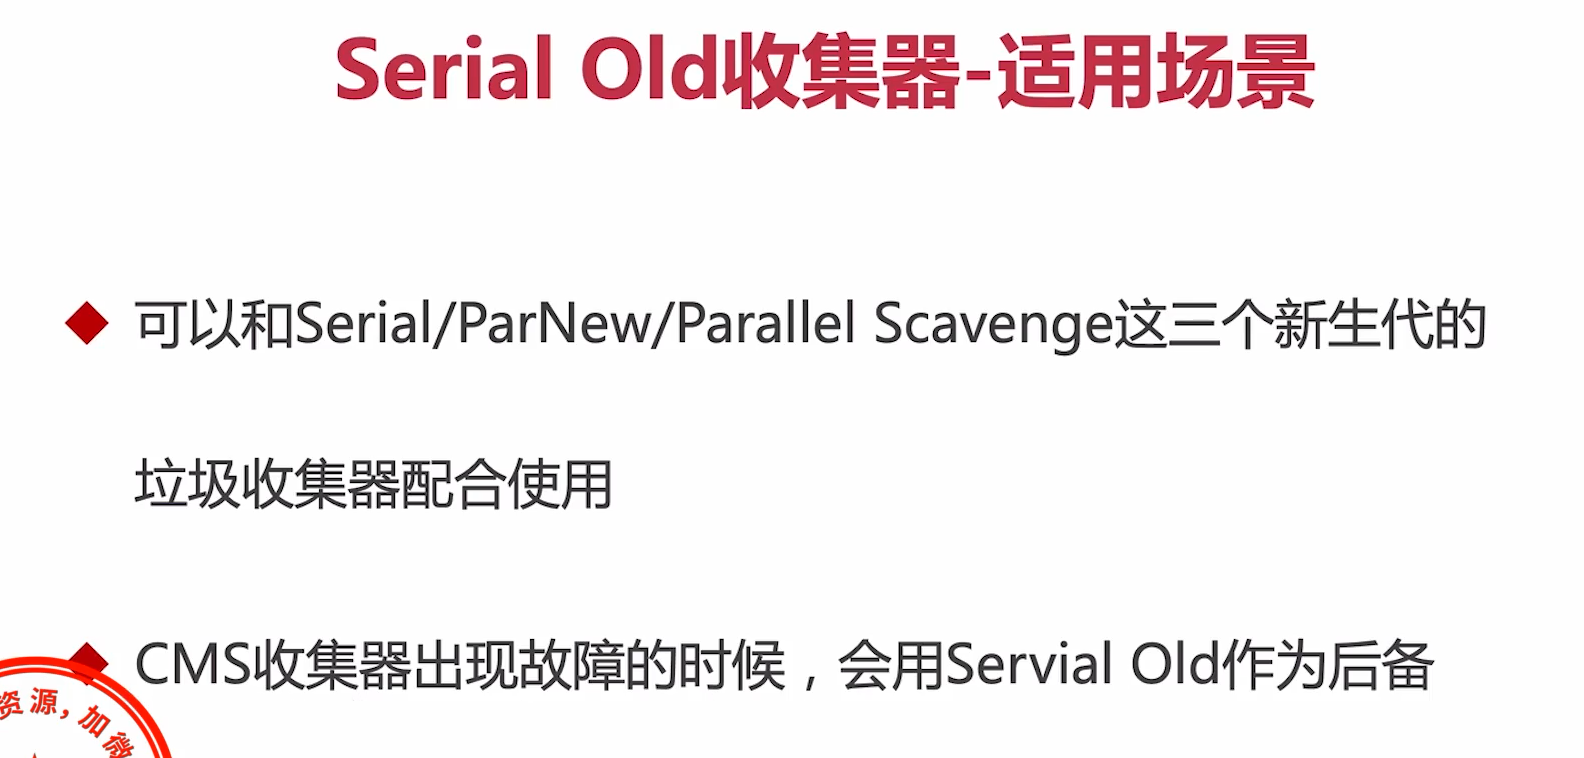 Serial Old收集器-适用场景
可以和Serial/ParNew/Parallel Scavenge这三个新生代的
垃圾收集器配合使用
CMS收集器出现故障的时候，会用Servial Old作为后备
资源，加微